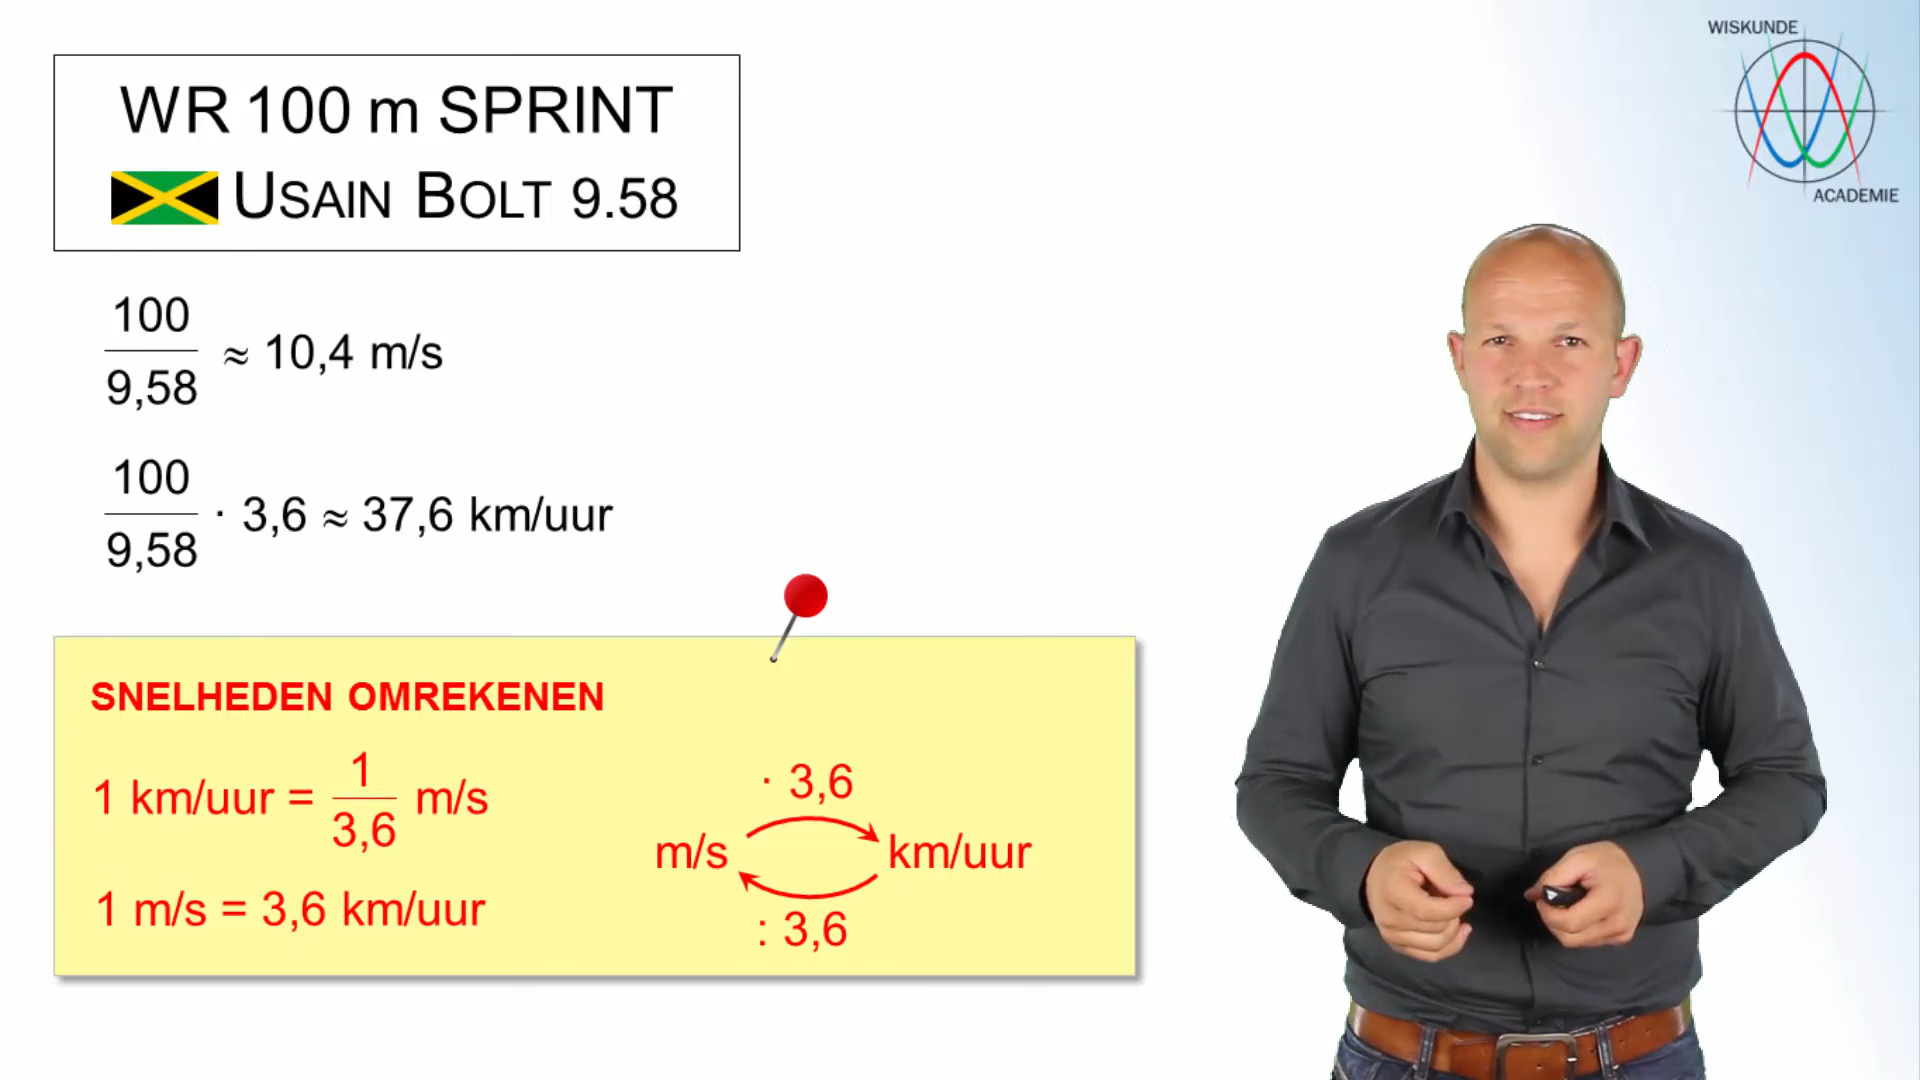 WISKUNDE
ACADEMIE
WR 100 m SPRINT
USAIN BOLT 9.58
100
9,58
≈ 10,4 m/s
100
9,58
· 3,6 ≈ 37,6 km/uur
SNELHEDEN OMREKENEN
1 km/uur = 1/3,6 m/s
1 m/s = 3,6 km/uur
· 3,6
m/s km/uur
: 3,6